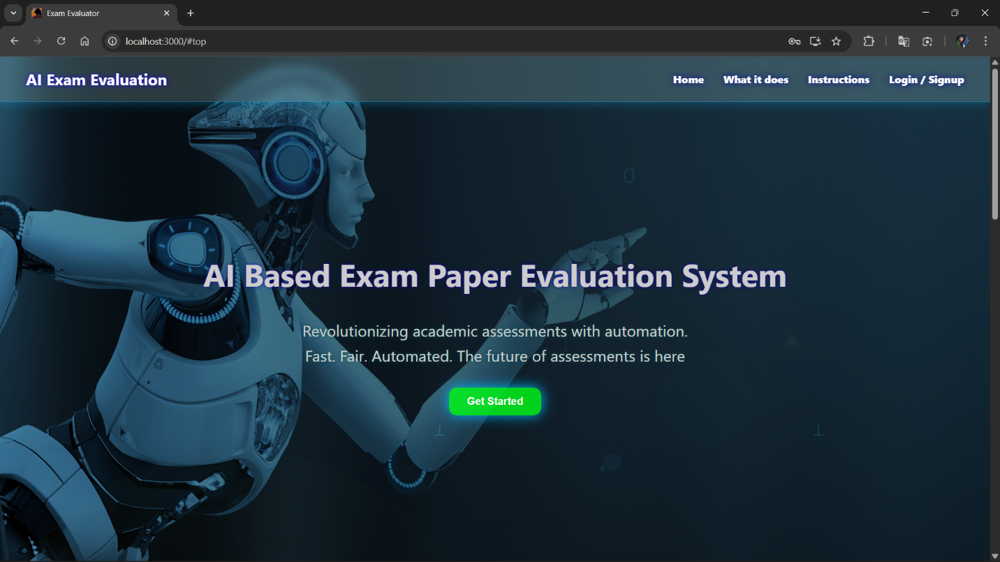 Exam Evaluator
localhost:3000/#top
AI Exam Evaluation
Home What it does Instructions Login / Signup
0
AI Based Exam Paper Evaluation System
Revolutionizing academic assessments with automation.
Fast. Fair. Automated. The future of assessments is here
Get Started